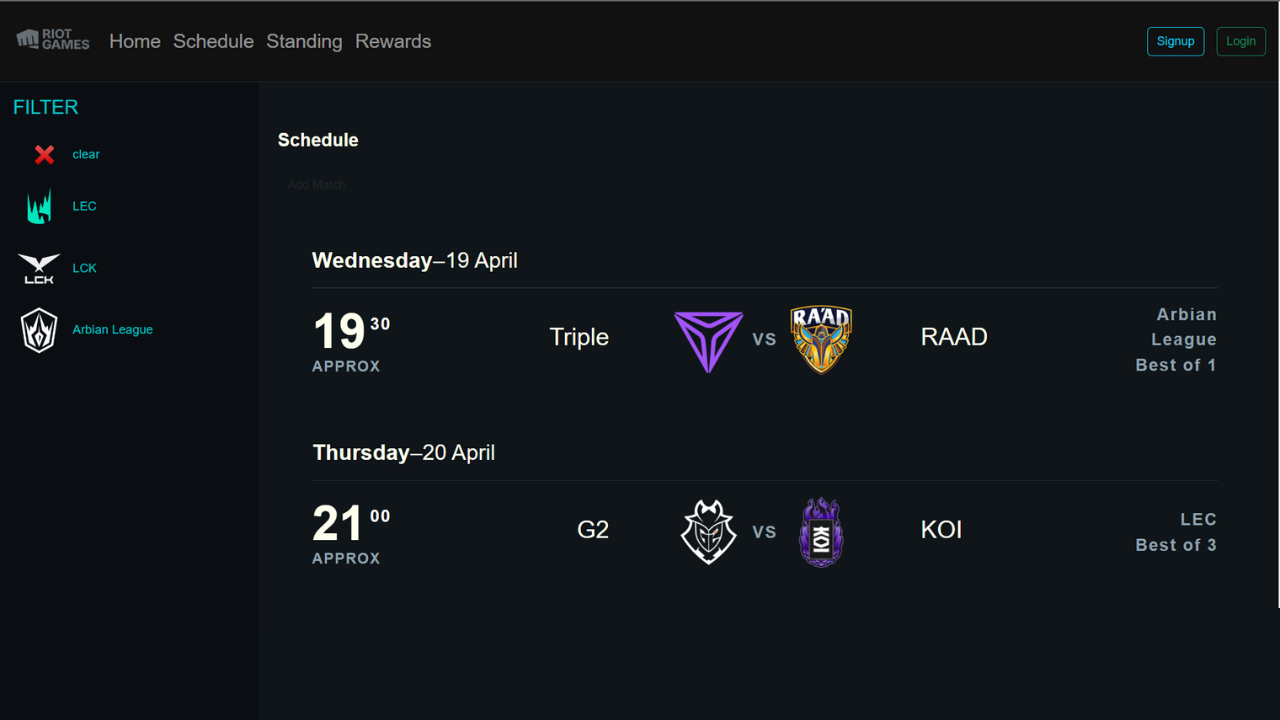 RIOT GAMES Home Schedule Standing Rewards Signup Login
FILTER
clear
LEC
LCK LCK
Arbian League
Schedule
Add Match
Wednesday–19 April
19 30
APPROX
Triple VS RA'AD RAAD
Arbian
League
Best of 1
Thursday–20 April
21 00
APPROX
G2 VS KOI KOI
LEC
Best of 3